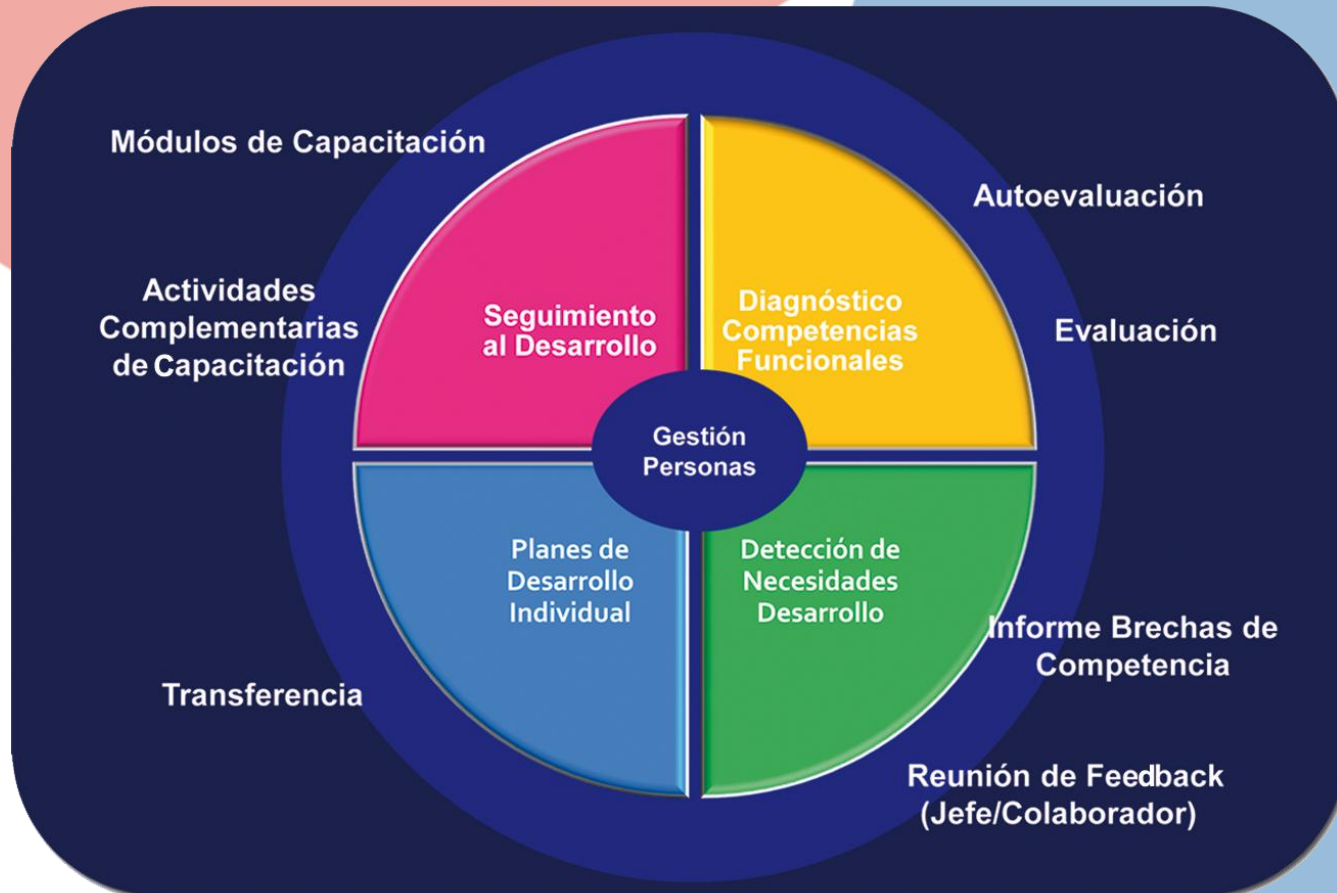 Módulos de Capacitación
Autoevaluación
Actividades
Complementarias
de Capacitación
Seguimiento
al Desarrollo
Diagnóstico
Competencias
Funcionales
Evaluación
Gestión
Personas
Planes de
Desarrollo
Individual
Detección de
Necesidades
Desarrollo
Informe Brechas de
Competencia
Transferencia
Reunión de Feedback
(Jefe/Colaborador)